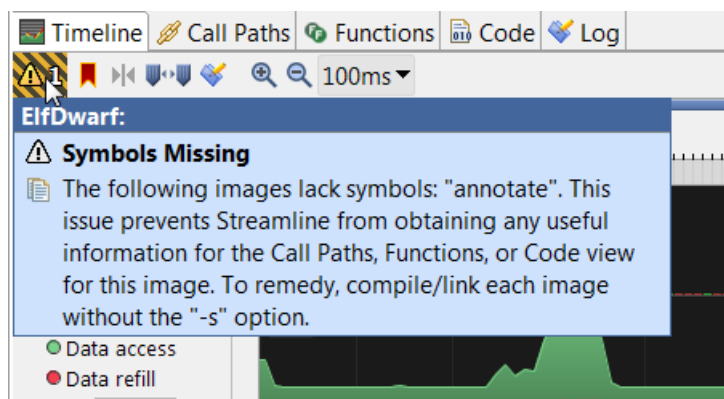 Timeline Call Paths Functions Code Log
1 100ms
ElfDwarf:
Symbols Missing
The following images lack symbols: "annotate". This
issue prevents Streamline from obtaining any useful
information for the Call Paths, Functions, or Code view
for this image. To remedy, compile/link each image
without the "-s" option.
Data access
Data refill